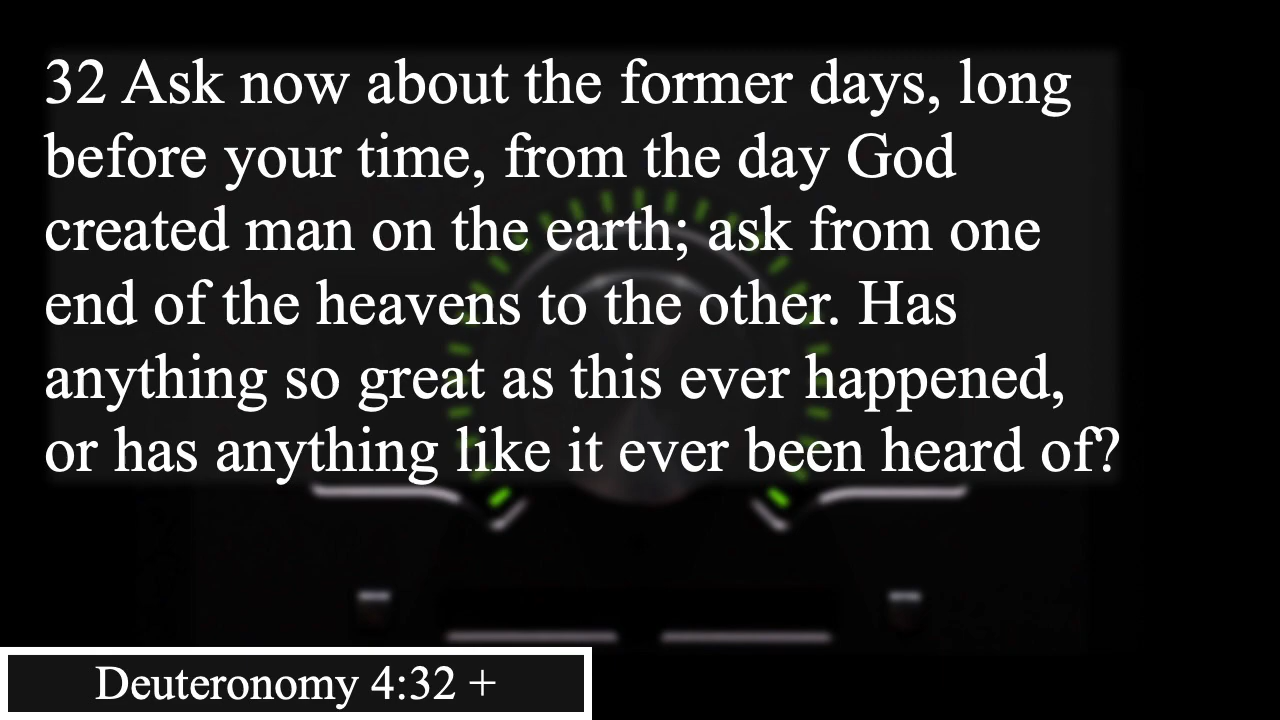 32 Ask now about the former days, long
before your time, from the day God
created man on the earth; ask from one
end of the heavens to the other. Has
anything so great as this ever happened,
or has anything like it ever been heard of?
Deuteronomy 4:32 +